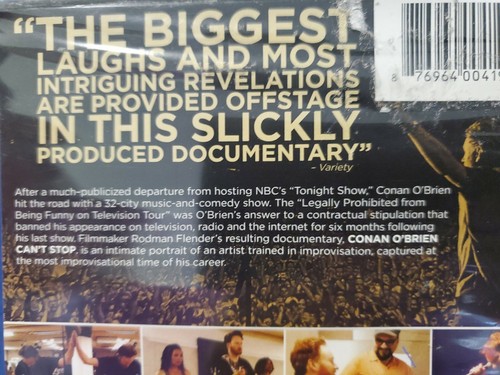 “THE BIGGEST
LAUGHS AND MOST
INTRIGUING REVELATIONS
ARE PROVIDED OFFSTAGE
IN THIS SLICKLY
PRODUCED DOCUMENTARY”
– Variety
8 76964 0041
After a much-publicized departure from hosting NBC's “Tonight Show,” Conan O'Brien
hit the road with a 32-city music-and-comedy show. The “Legally Prohibited from
Being Funny on Television Tour” was O'Brien's answer to a contractual stipulation that
banned his appearance on television, radio and the internet for six months following
his last show. Filmmaker Rodman Flender's resulting documentary, CONAN O'BRIEN
CAN'T STOP, is an intimate portrait of an artist trained in improvisation, captured at
the most improvisational time of his career.